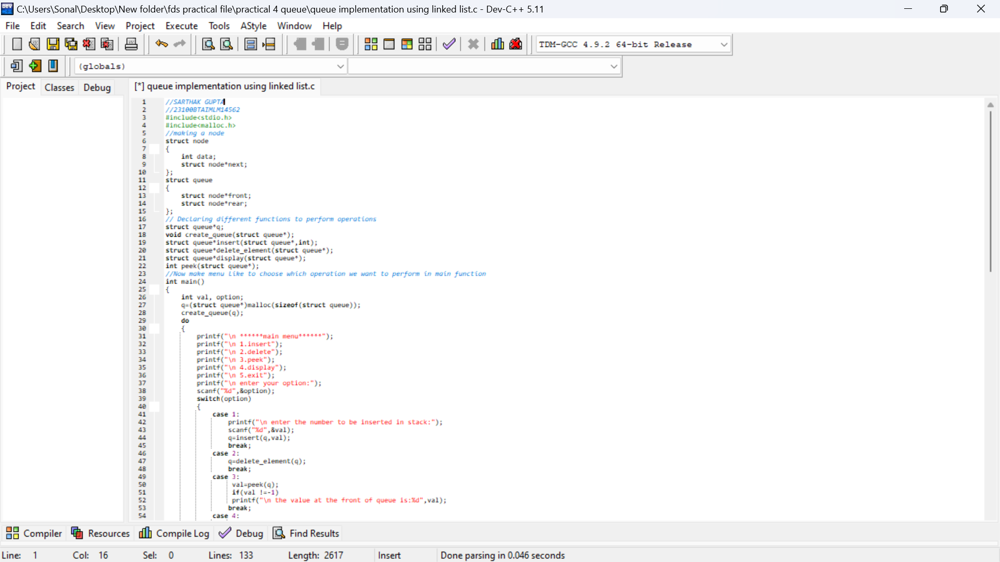 C:\Users\Sonal\Desktop\New folder\fds practical file\practical 4 queue\queue implementation using linked list.c - Dev-C++ 5.11
File Edit Search View Project Execute Tools AStyle Window Help
TDM-GCC 4.9.2 64-bit Release
(globals)
Project Classes Debug
[*] queue implementation using linked list.c
1 //SARTHAK GUPTA
2 //23100BTAIMLM14562
3 #include<stdio.h>
4 #include<malloc.h>
5 //making a node
6 struct node
7 {
8 int data;
9 struct node*next;
10 };
11 struct queue
12 {
13 struct node*front;
14 struct node*rear;
15 };
16 // Declaring different functions to perform operations
17 struct queue*q;
18 void create_queue(struct queue*);
19 struct queue*insert(struct queue*,int);
20 struct queue*delete_element(struct queue*);
21 struct queue*display(struct queue*);
22 int peek(struct queue*);
23 //Now make menu like to choose which operation we want to perform in main function
24 int main()
25 {
26 int val, option;
27 q=(struct queue*)malloc(sizeof(struct queue));
28 create_queue(q);
29 do
30 {
31 printf("\n ******main menu******");
32 printf("\n 1.insert");
33 printf("\n 2.delete");
34 printf("\n 3.peek");
35 printf("\n 4.display");
36 printf("\n 5.exit");
37 printf("\n enter your option:");
38 scanf("%d",&option);
39 switch(option)
40 {
41 case 1:
42 printf("\n enter the number to be inserted in stack:");
43 scanf("%d",&val);
44 q=insert(q,val);
45 break;
46 case 2:
47 q=delete_element(q);
48 break;
49 case 3:
50 val=peek(q);
51 if(val !=-1)
52 printf("\n the value at the front of queue is:%d",val);
53 break;
54 case 4:
Compiler Resources Compile Log Debug Find Results
Line: 1 Col: 16 Sel: 0 Lines: 133 Length: 2617 Insert Done parsing in 0.046 seconds